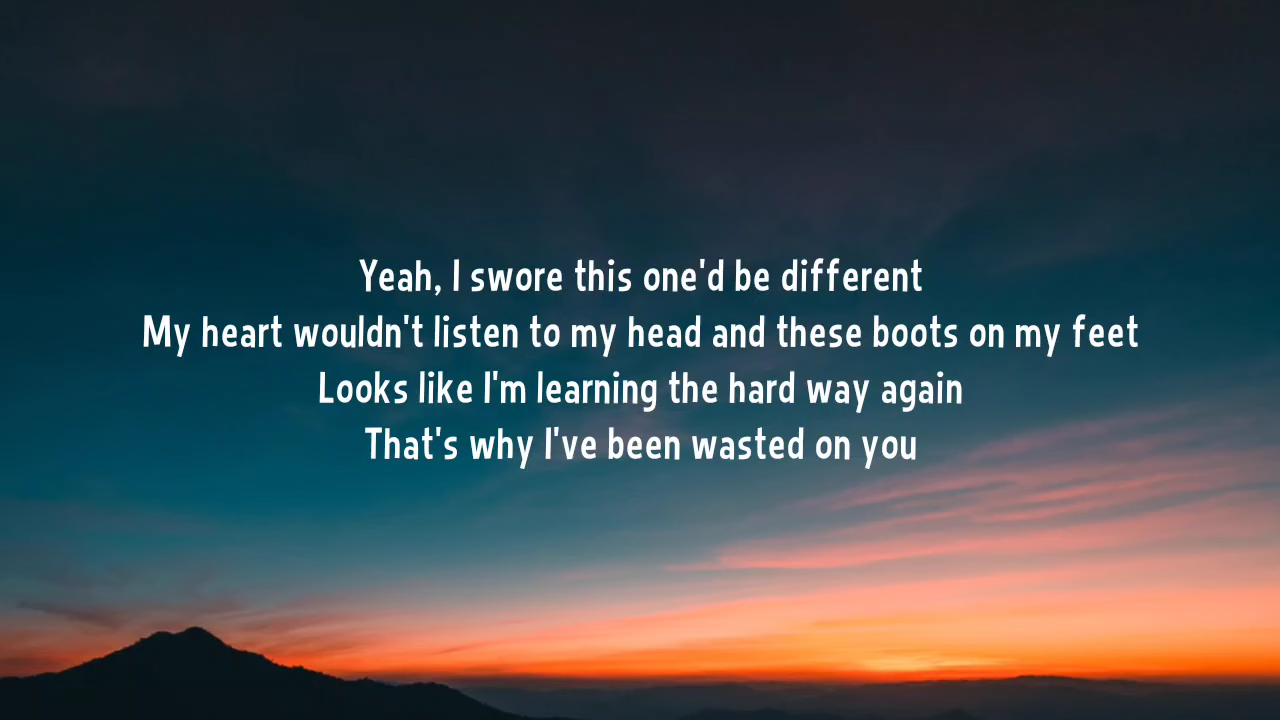 Yeah, I swore this one'd be different
My heart wouldn't listen to my head and these boots on my feet
Looks like I'm learning the hard way again
That's why I've been wasted on you